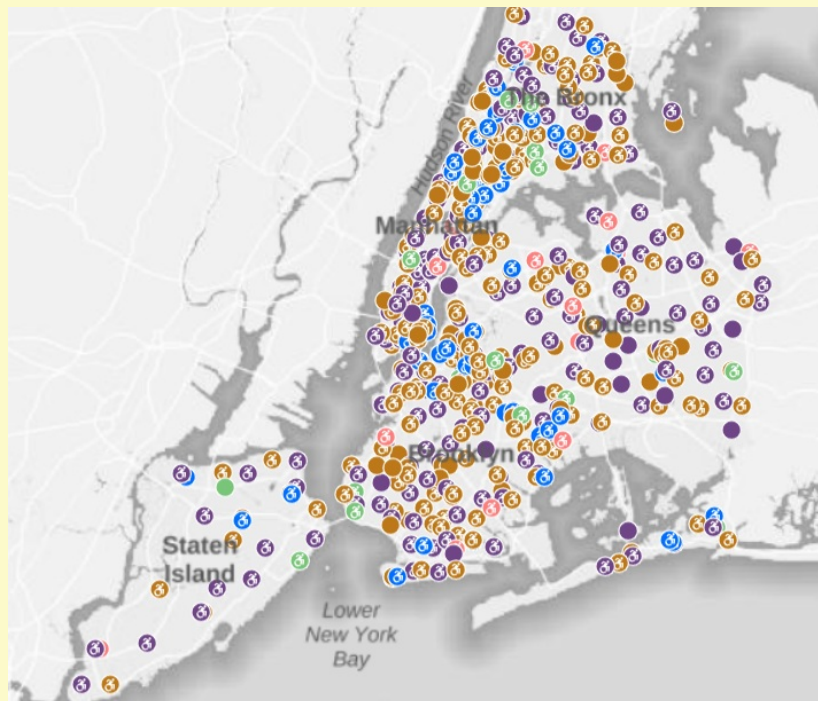 The Bronx
Hudson River
Manhattan
Queens
Brooklyn
Staten
Island
Lower
New York
Bay